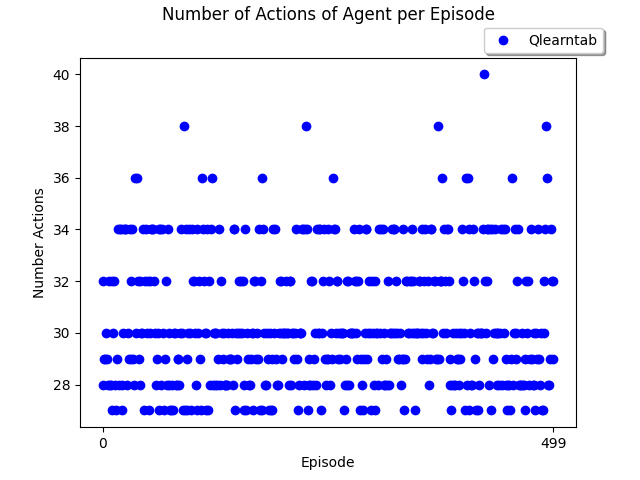 Number of Actions of Agent per Episode
Qlearntab
40
38
36
34
32
30
28
Number Actions
0
499
Episode